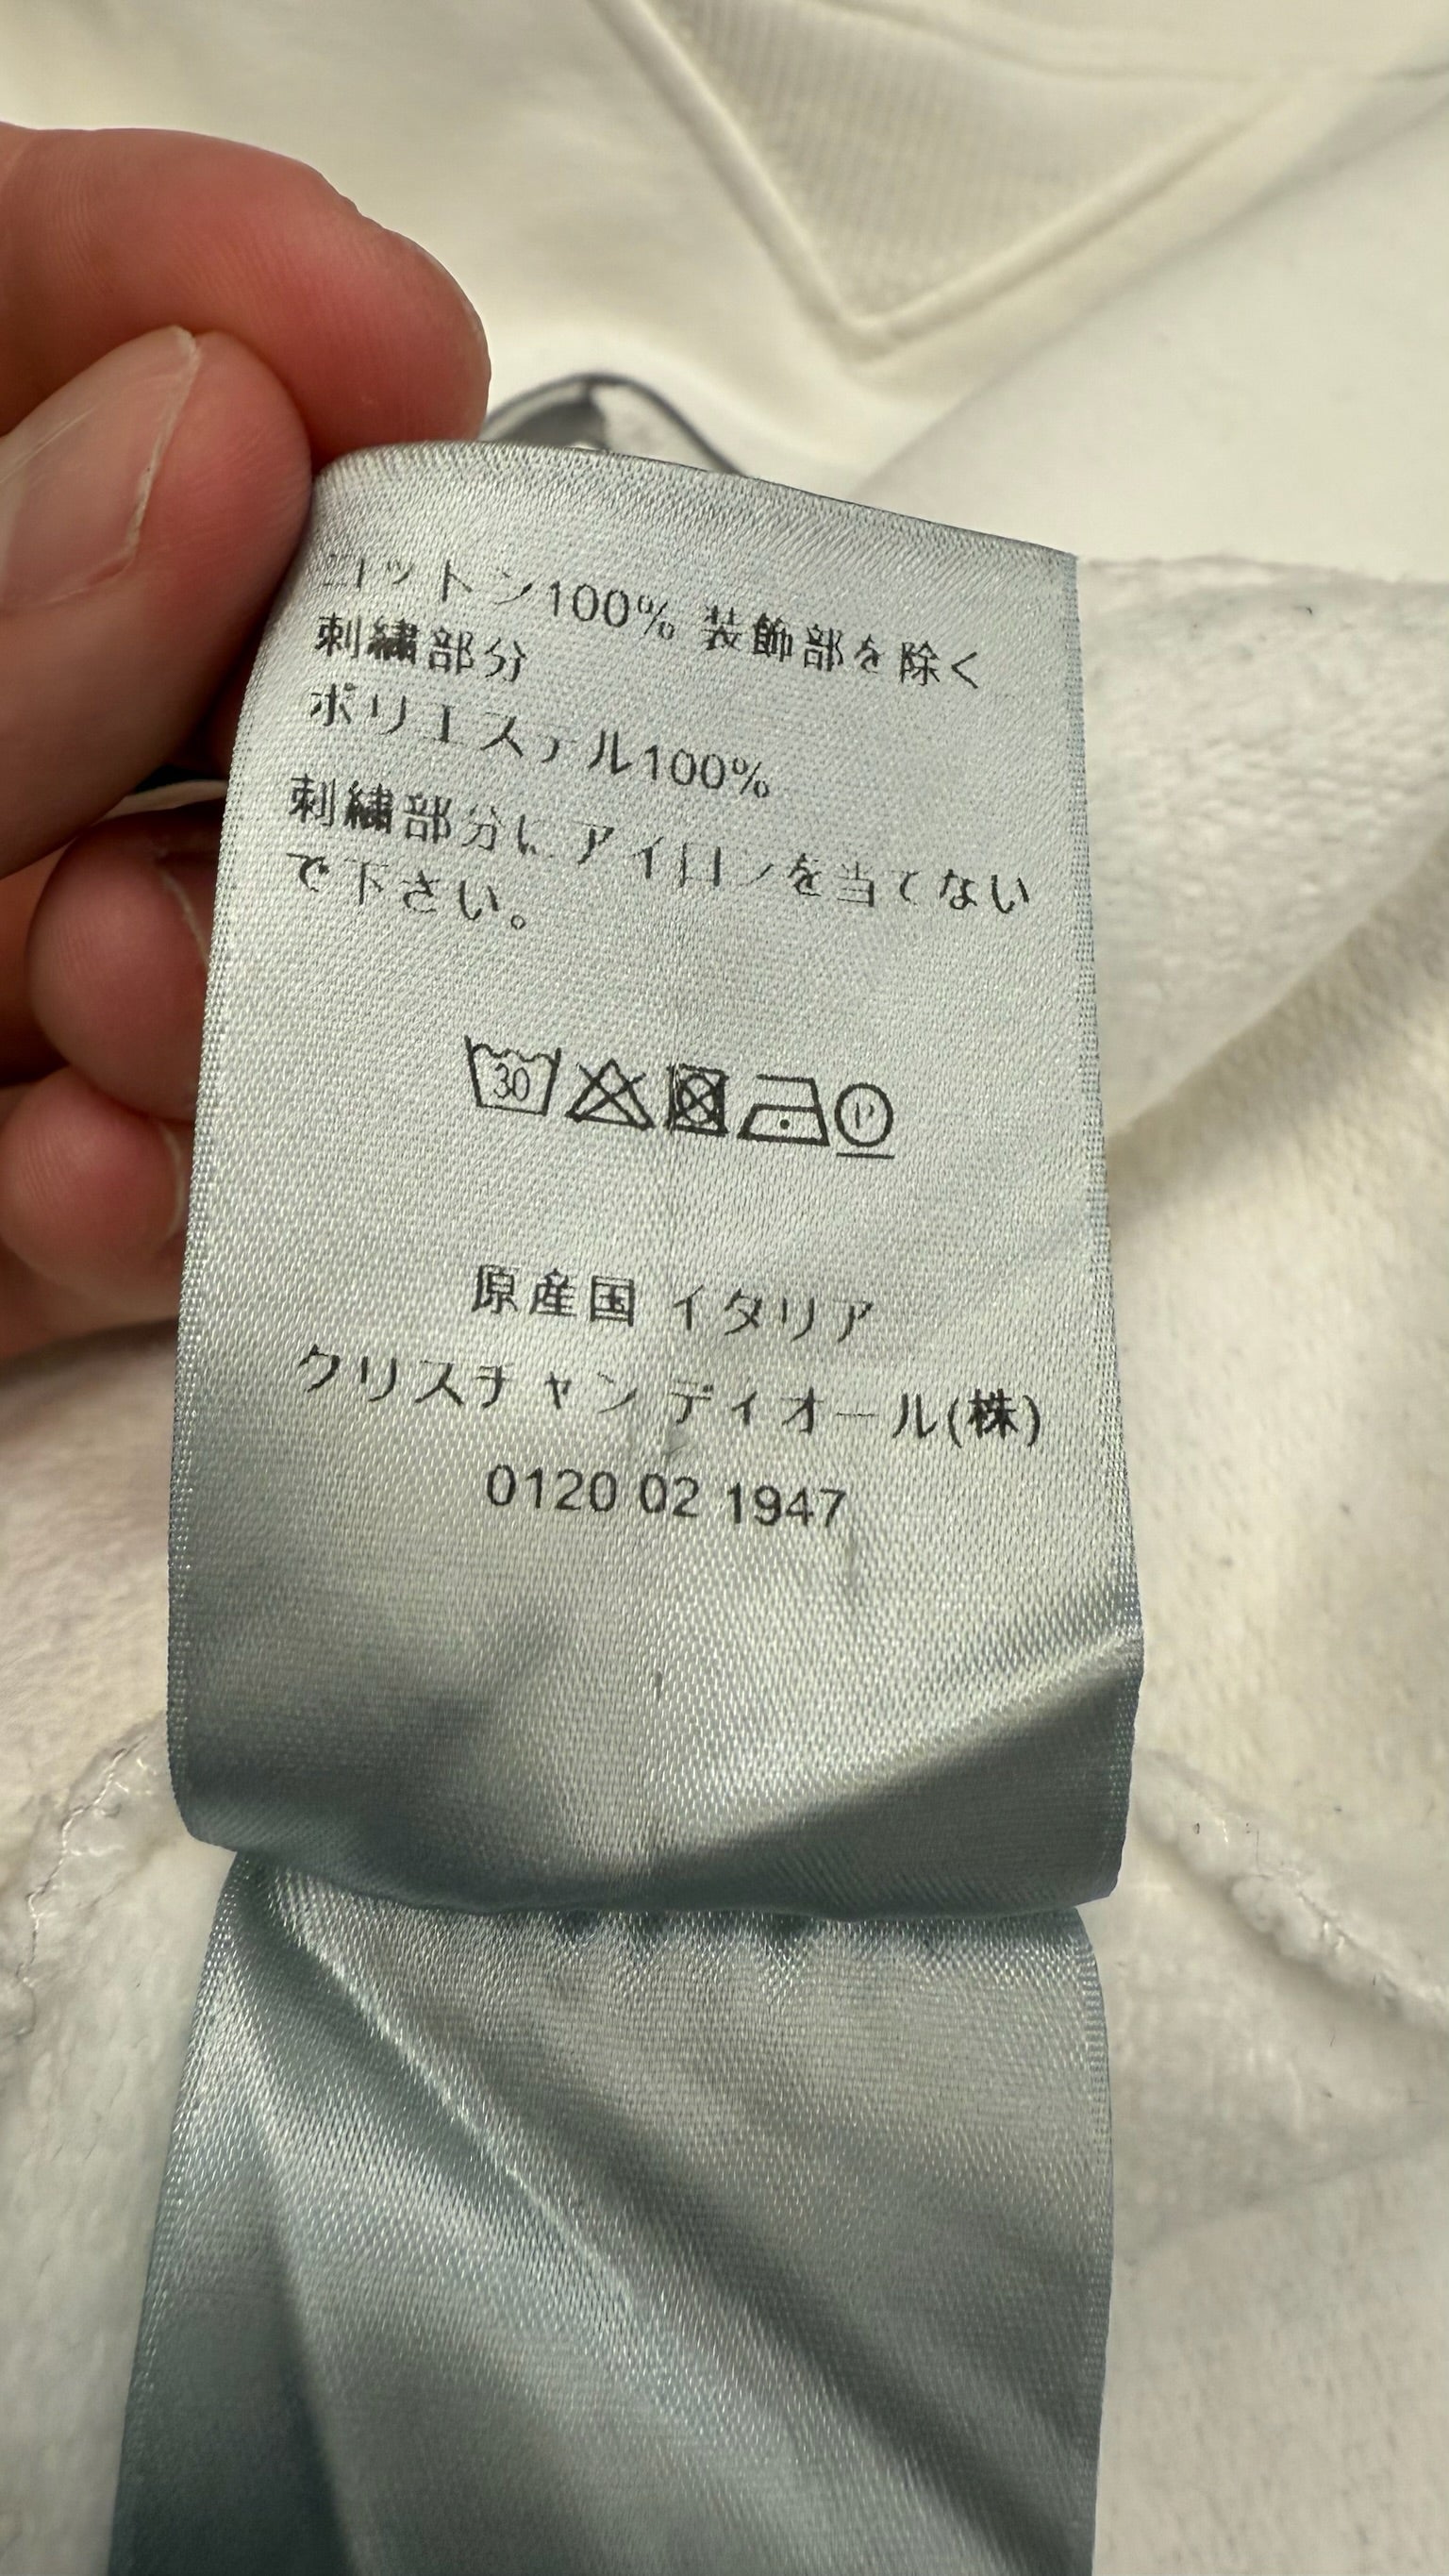 コットン100% 装飾部を除く
刺繍部分
ポリエステル100%
刺繍部分にアイロンを当てない
で下さい。
30
P
原産国 イタリア
クリスチャン ディオール(株)
0120 02 1947